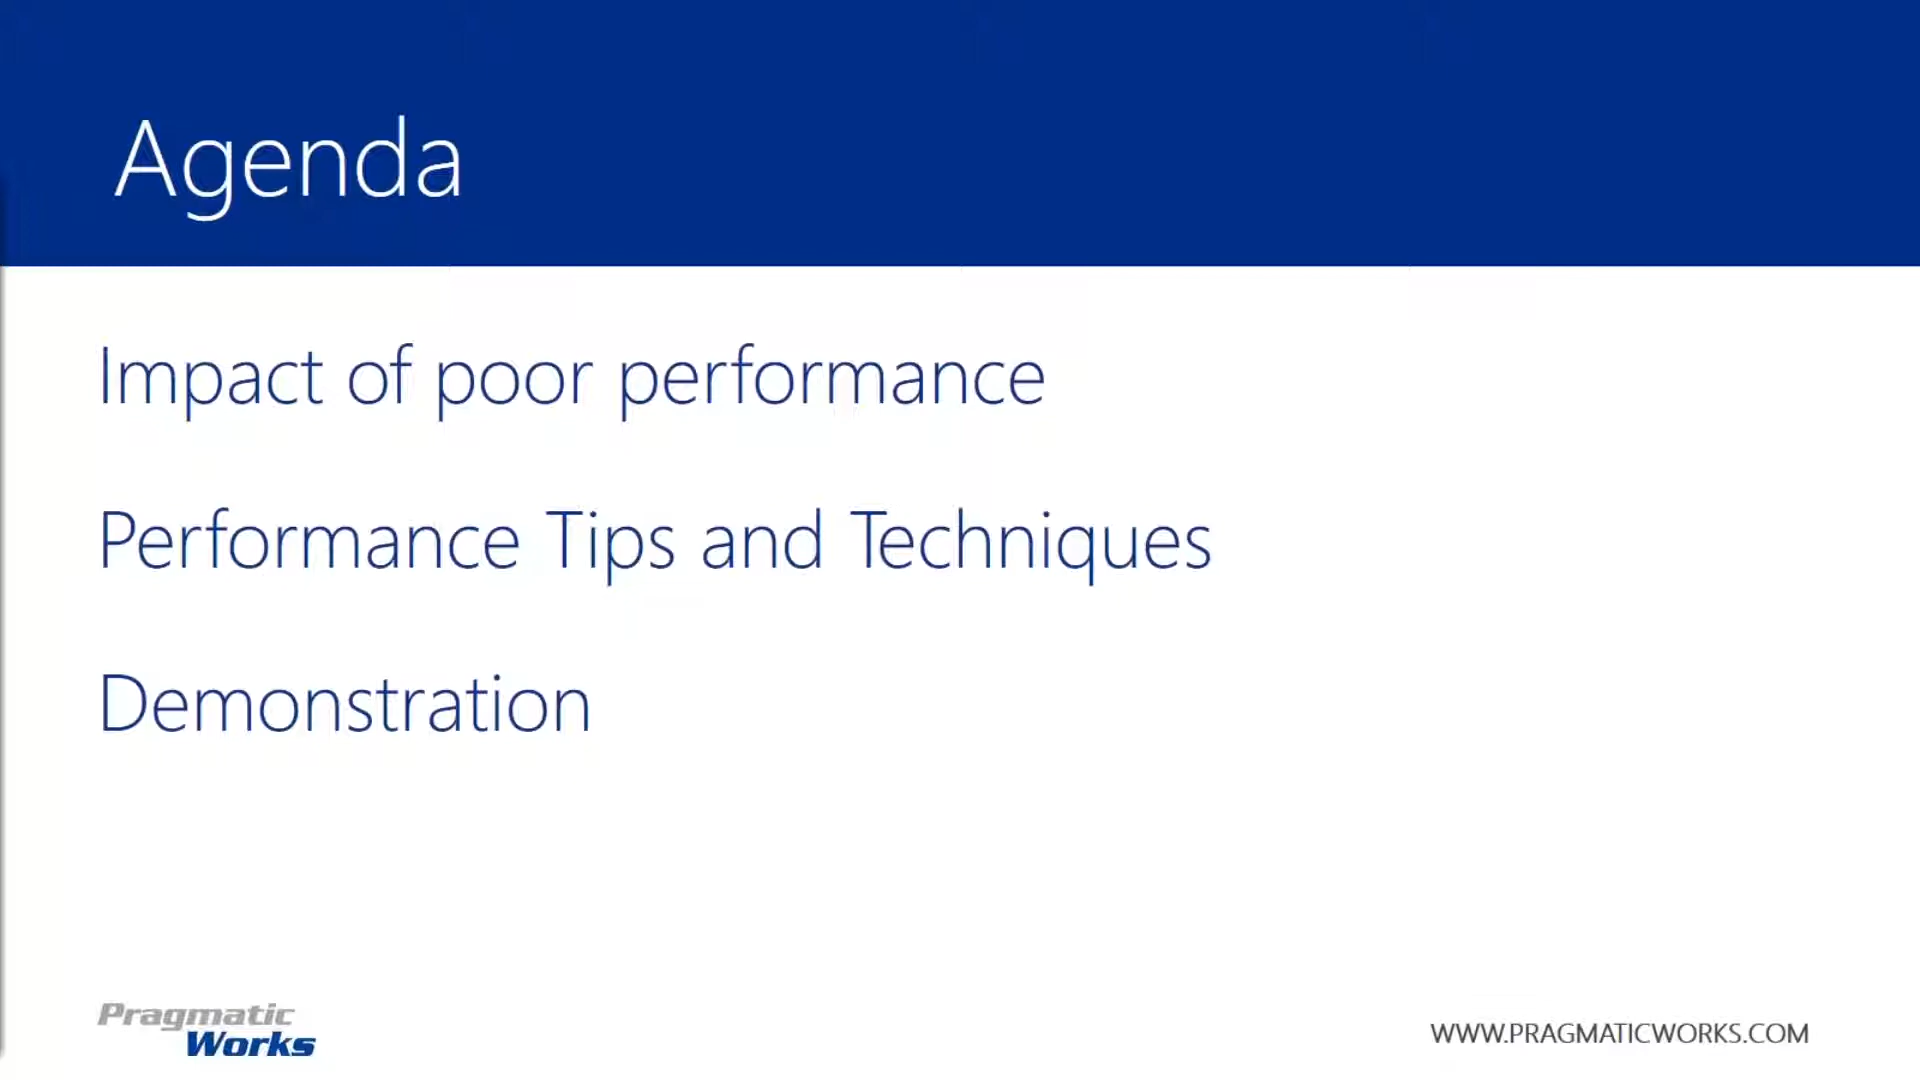 Agenda
Impact of poor performance
Performance Tips and Techniques
Demonstration
Pragmatic
Works
WWW.PRAGMATICWORKS.COM